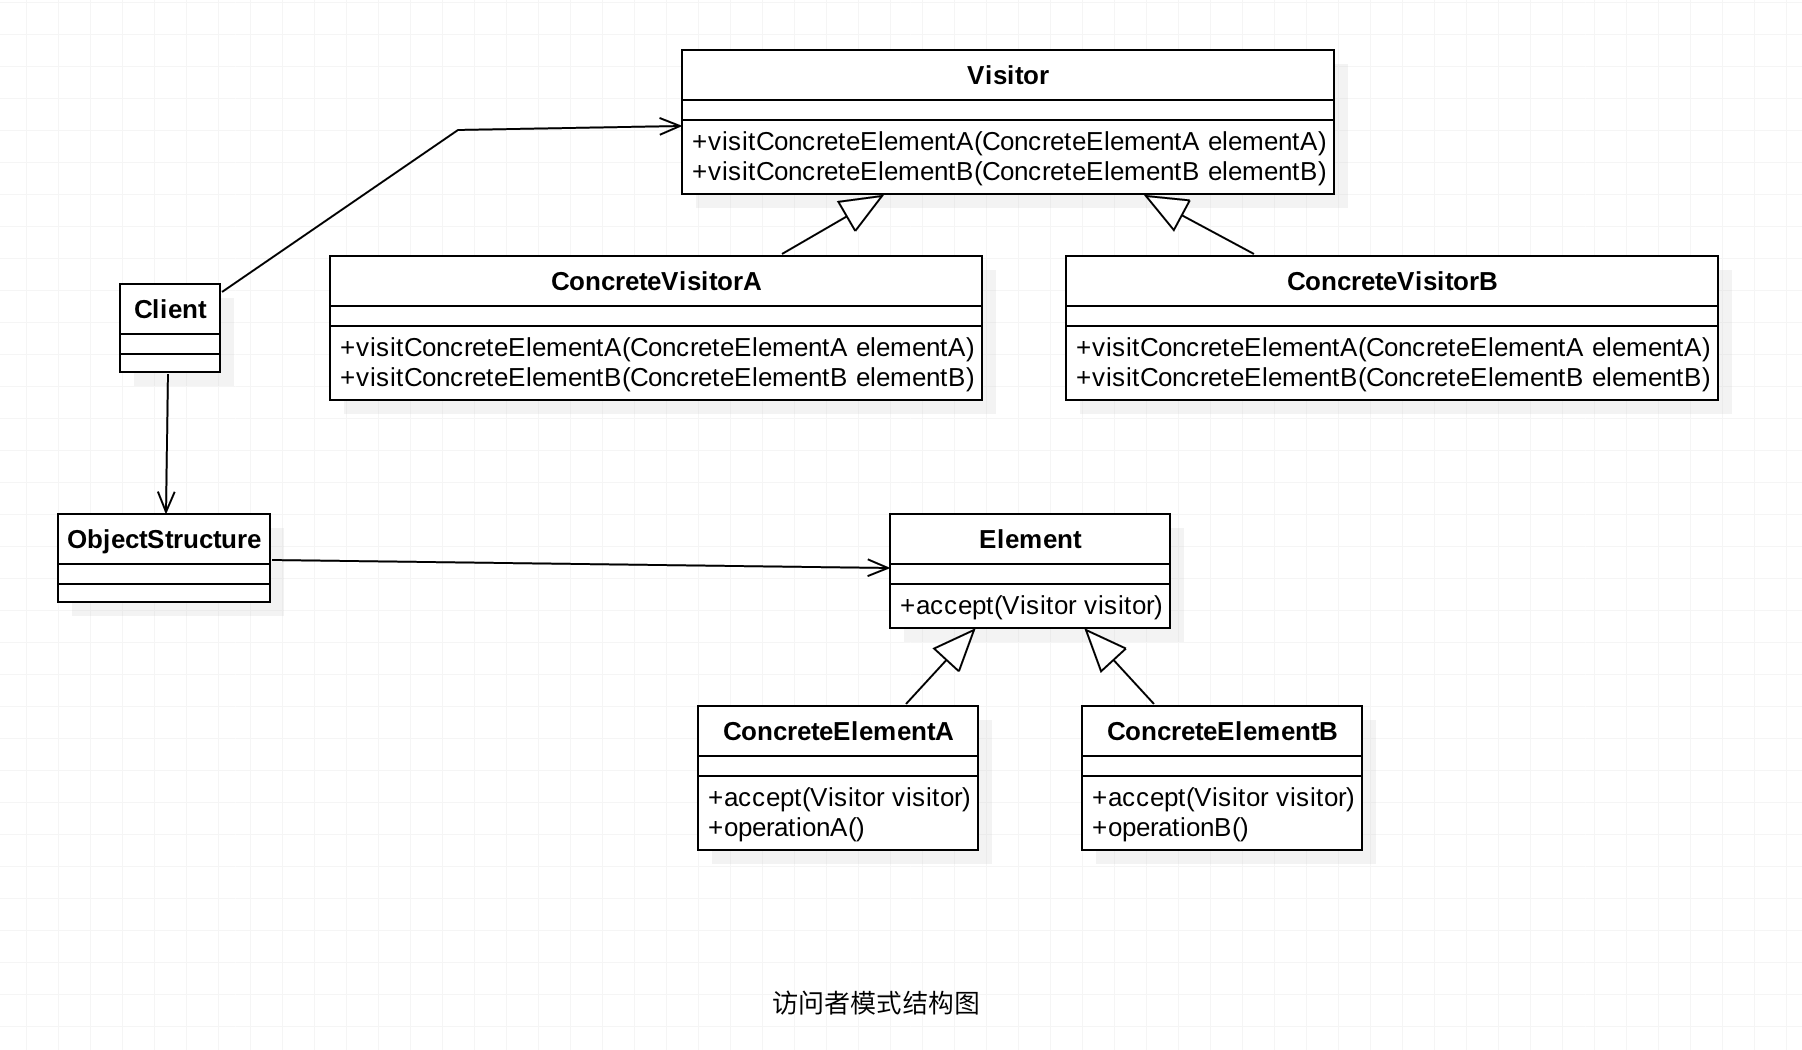 Visitor
+visitConcreteElementA(ConcreteElementA elementA)
+visitConcreteElementB(ConcreteElementB elementB)
ConcreteVisitorA
+visitConcreteElementA(ConcreteElementA elementA)
+visitConcreteElementB(ConcreteElementB elementB)
ConcreteVisitorB
+visitConcreteElementA(ConcreteElementA elementA)
+visitConcreteElementB(ConcreteElementB elementB)
Client
ObjectStructure
Element
+accept(Visitor visitor)
ConcreteElementA
+accept(Visitor visitor)
+operationA()
ConcreteElementB
+accept(Visitor visitor)
+operationB()
访问者模式结构图